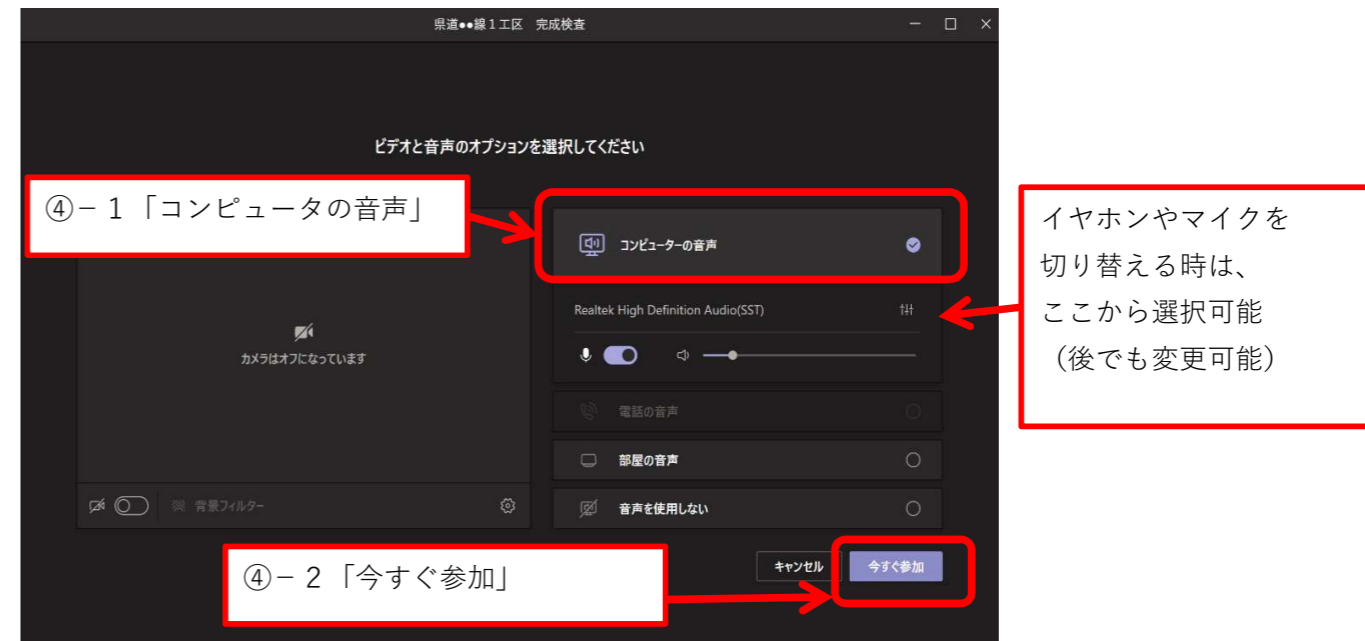 県道●●線1工区 完成検査
ビデオと音声のオプションを選択してください
④－１「コンピュータの音声」
コンピューターの音声
イヤホンやマイクを
切り替える時は、
ここから選択可能
（後でも変更可能）
Realtek High Definition Audio(SST)
カメラはオフになっています
電話の音声
部屋の音声
背景フィルター
音声を使用しない
④－２「今すぐ参加」
キャンセル
今すぐ参加